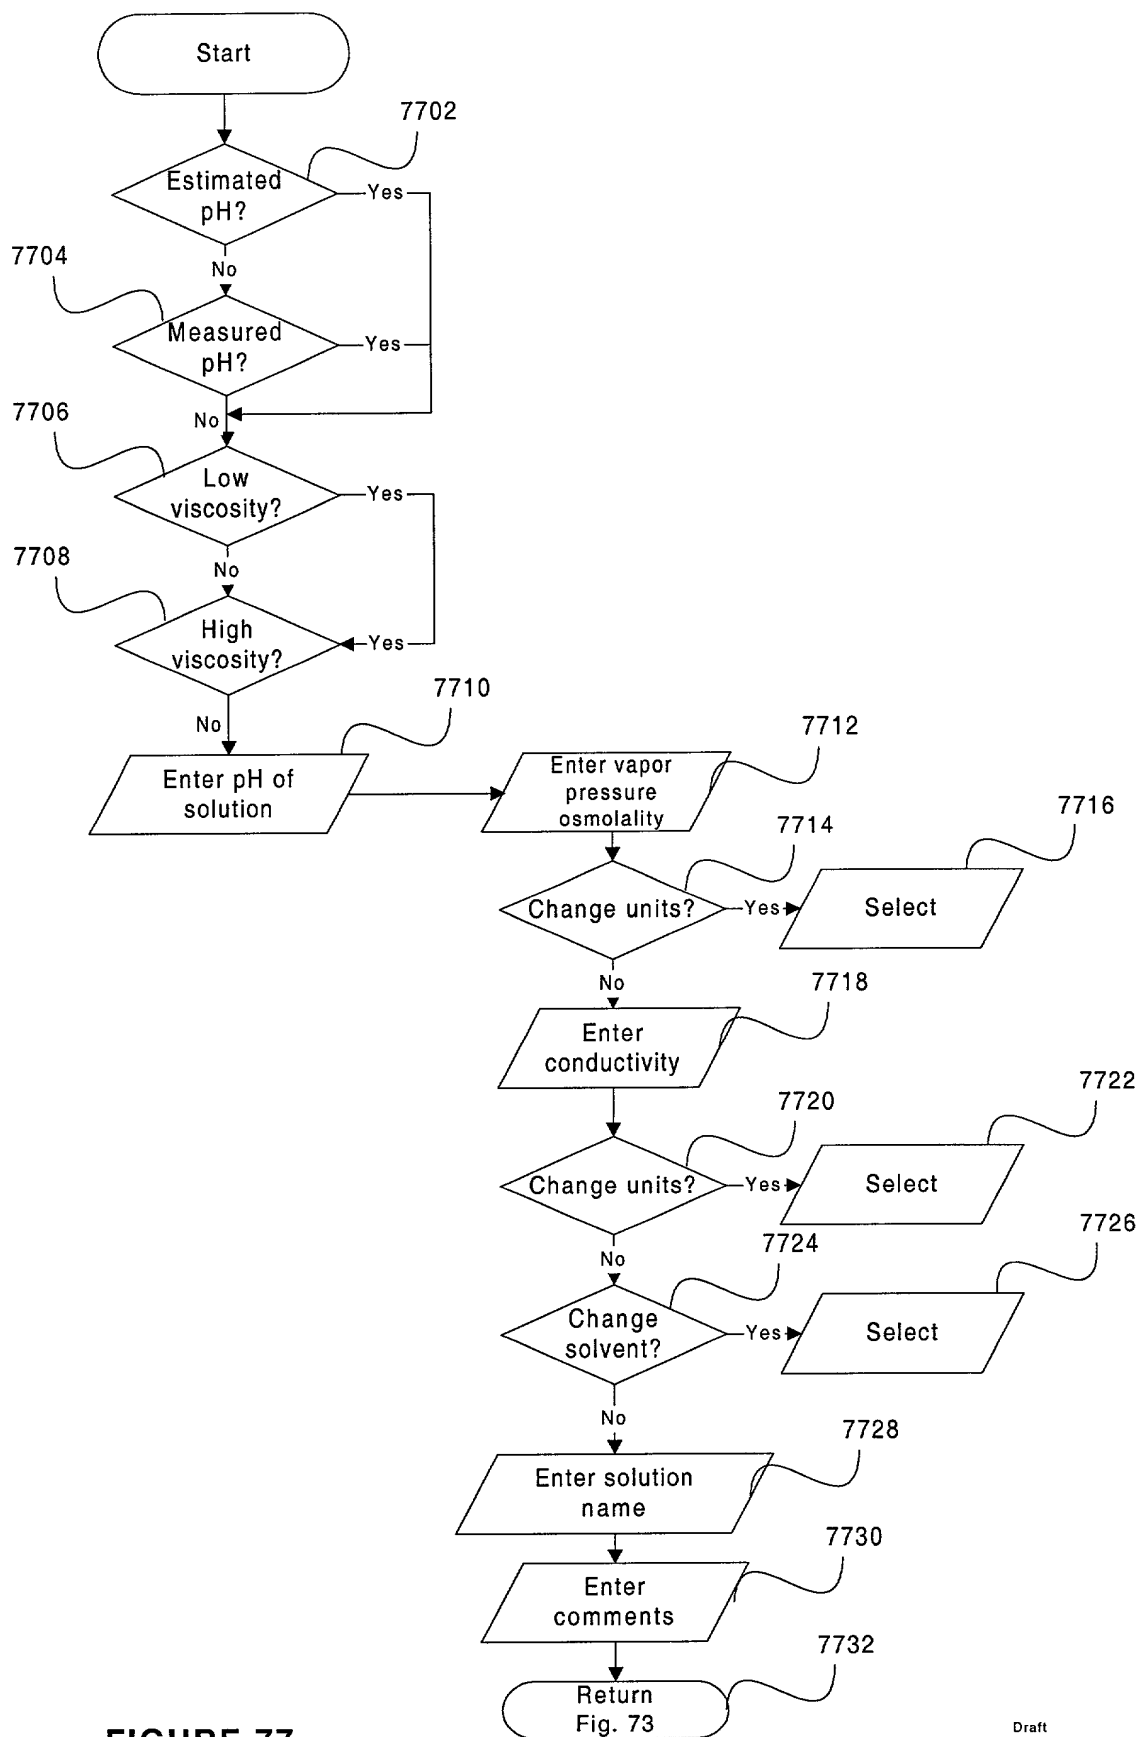 Start
7702
Estimated
pH?
Yes
No
7704
Measured
pH?
Yes
No
7706
Low
viscosity?
Yes
No
7708
High
viscosity?
Yes
No
7710
Enter pH of
solution
7712
Enter vapor
pressure
osmolality
7714
Change units?
Yes
7716
Select
No
7718
Enter
conductivity
7720
Change units?
Yes
7722
Select
No
7724
Change
solvent?
Yes
7726
Select
No
7728
Enter solution
name
7730
Enter
comments
7732
Return
Fig. 73
FIGURE 77
Draft